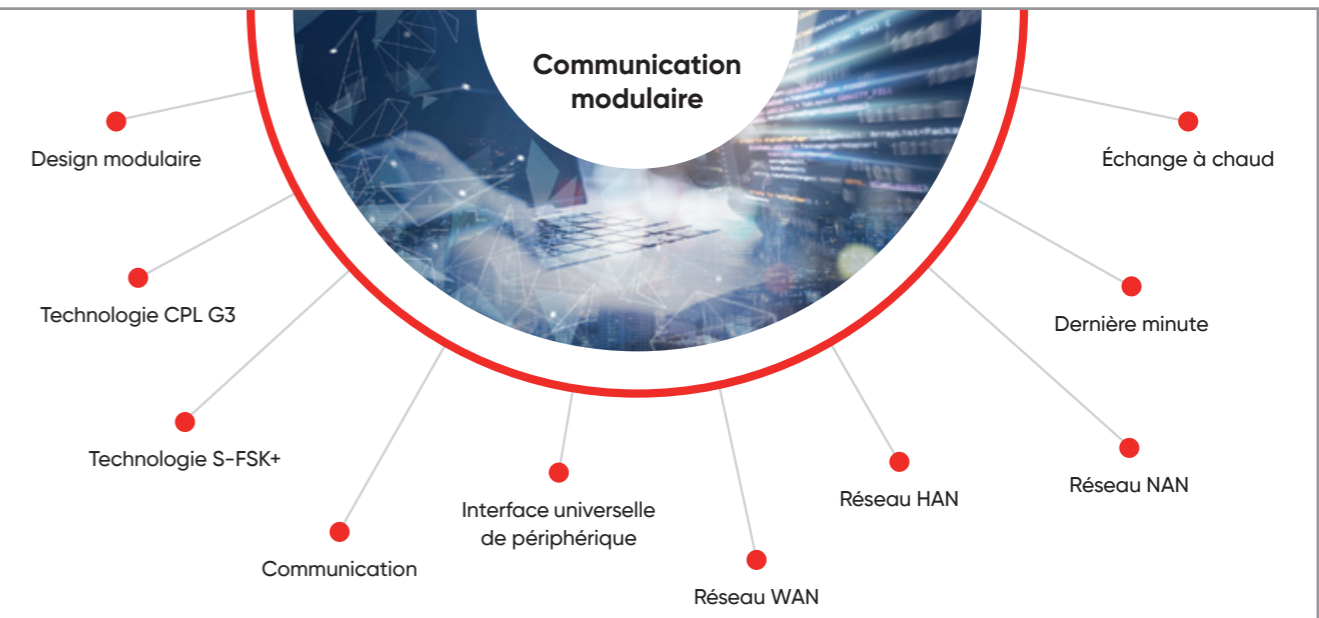 Communication
modulaire
Design modulaire
Technologie CPL G3
Technologie S-FSK+
Communication
Interface universelle
de périphérique
Réseau WAN
Réseau HAN
Réseau NAN
Dernière minute
Échange à chaud